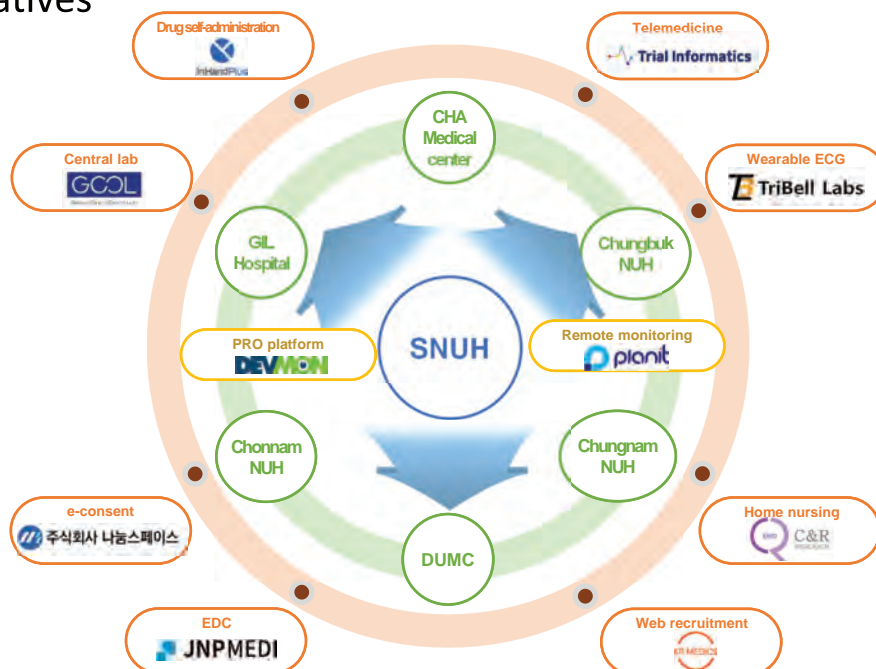 atives
Drug self-administration
InHandPlus
Telemedicine
Trial Informatics
CHA
Medical
center
Central lab
GCCL
Wearable ECG
TriBell Labs
GIL
Hospital
Chungbuk
NUH
PRO platform
DEVMON
SNUH
Remote monitoring
planit
Chonnam
NUH
Chungnam
NUH
e-consent
주식회사 나눔스페이스
Home nursing
C&R
RESEARCH
DUMC
EDC
JNPMEDI
Web recruitment
MEDICS